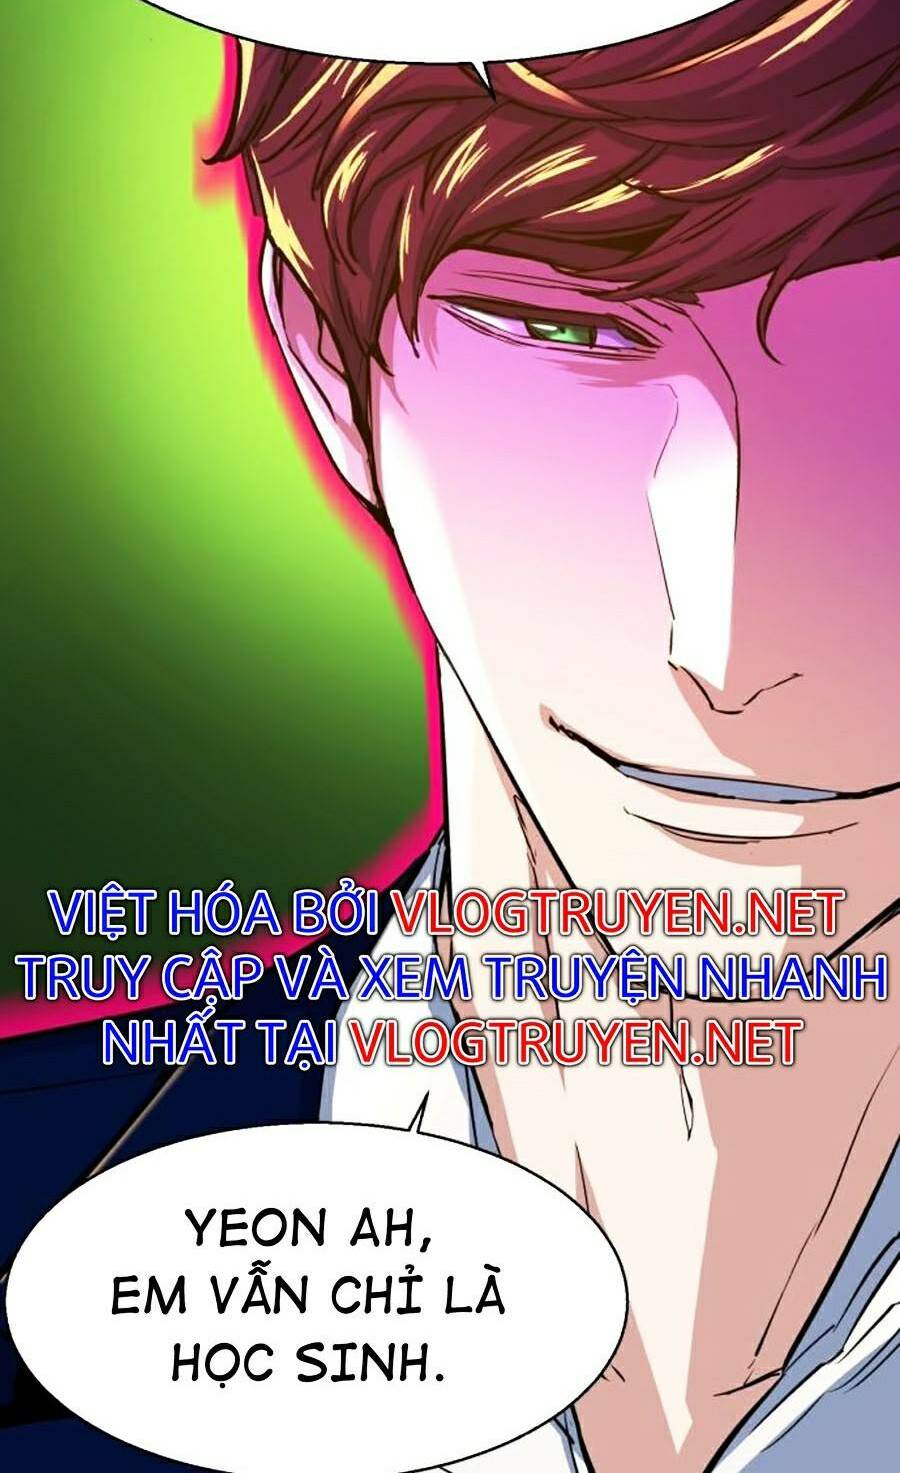 VIỆT HÓA BỞI VLOGTRUYEN.NET
TRUY CẬP VÀ XEM TRUYỆN NHANH
NHẤT TẠI VLOGTRUYEN.NET
YEON AH,
EM VẪN CHỈ LÀ
HỌC SINH.